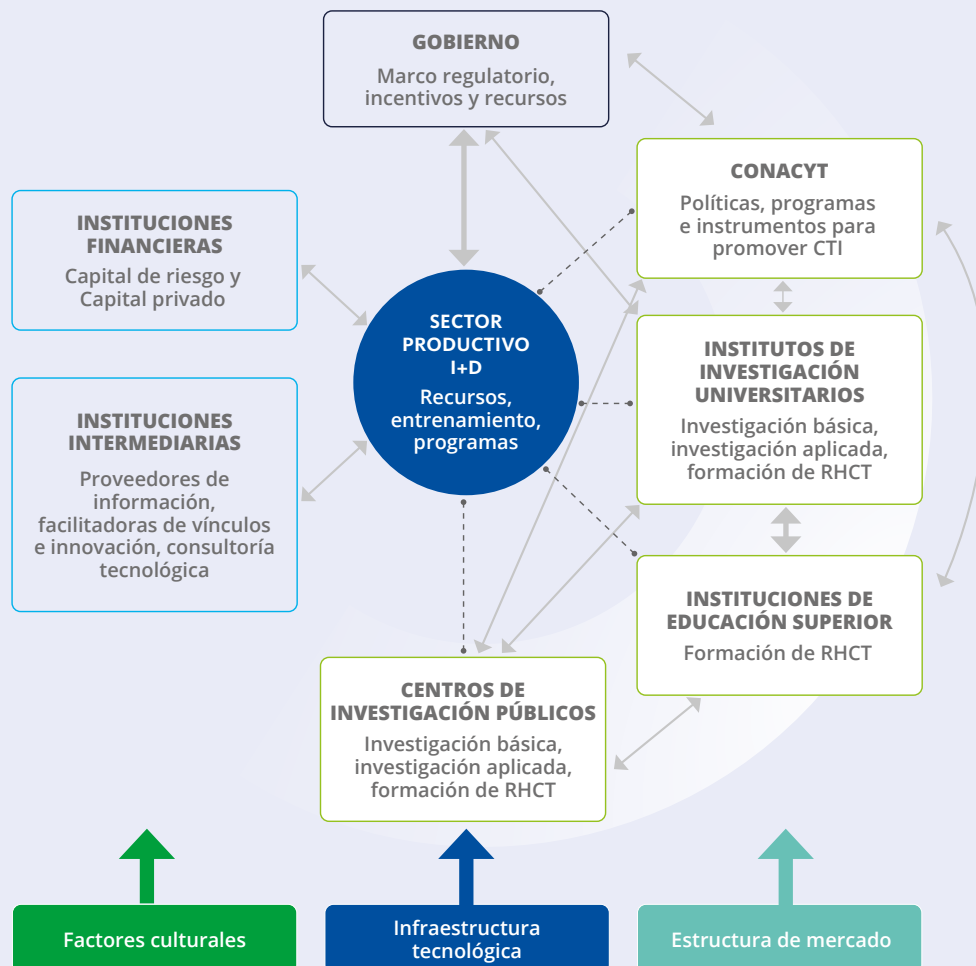 GOBIERNO
Marco regulatorio,
incentivos y recursos
CONACYT
Políticas, programas
e instrumentos para
promover CTI
INSTITUCIONES
FINANCIERAS
Capital de riesgo y
Capital privado
SECTOR
PRODUCTIVO
I+D
Recursos,
entrenamiento,
programas
INSTITUTOS DE
INVESTIGACIÓN
UNIVERSITARIOS
Investigación básica,
investigación aplicada,
formación de RHCT
INSTITUCIONES
INTERMEDIARIAS
Proveedores de
información,
facilitadoras de vínculos
e innovación, consultoría
tecnológica
INSTITUCIONES DE
EDUCACIÓN SUPERIOR
Formación de RHCT
CENTROS DE
INVESTIGACIÓN PÚBLICOS
Investigación básica,
investigación aplicada,
formación de RHCT
Factores culturales
Infraestructura
tecnológica
Estructura de mercado